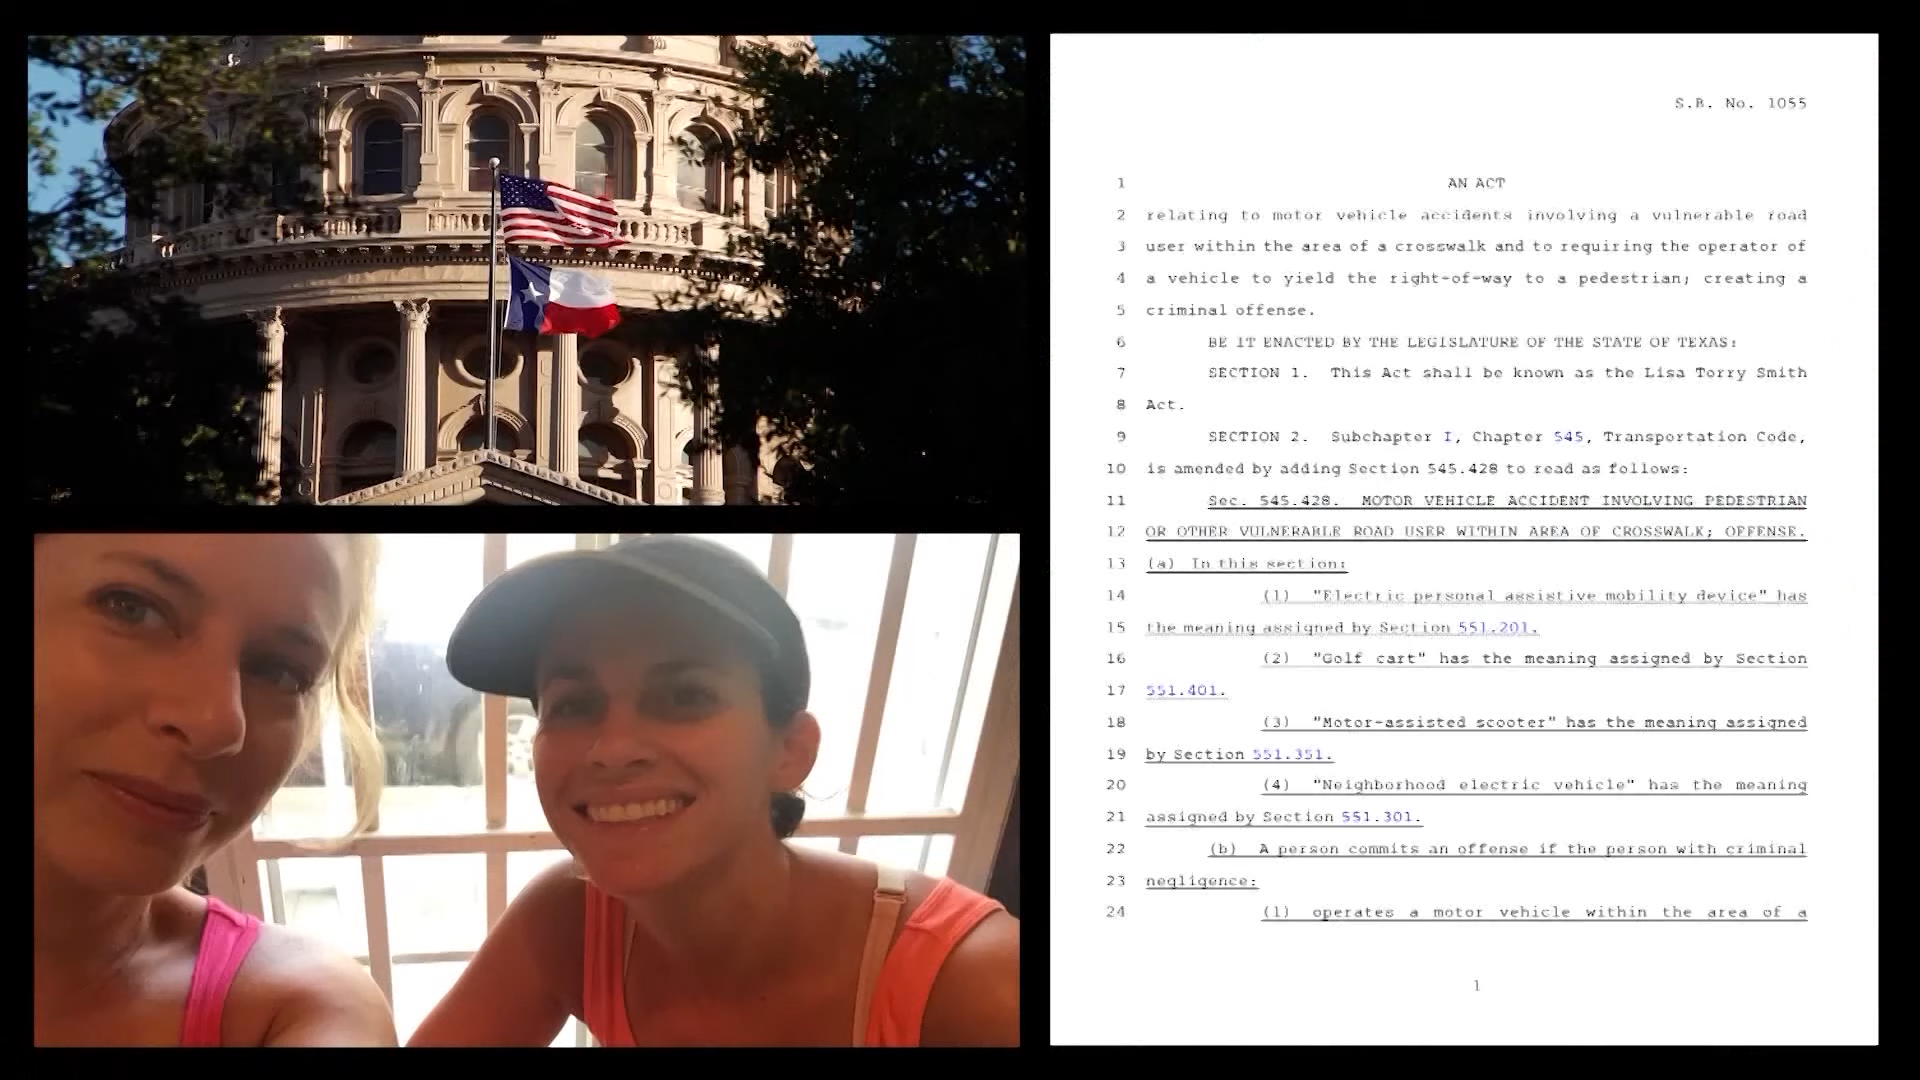 S.B. No. 1055
1 AN ACT
2 relating to motor vehicle accidents involving a vulnerable road
3 user within the area of a crosswalk and to requiring the operator of
4 a vehicle to yield the right-of-way to a pedestrian; creating a
5 criminal offense.
6 BE IT ENACTED BY THE LEGISLATURE OF THE STATE OF TEXAS:
7 SECTION 1. This Act shall be known as the Lisa Torry Smith
8 Act.
9 SECTION 2. Subchapter I, Chapter 545, Transportation Code,
10 is amended by adding Section 545.428 to read as follows:
11 Sec. 545.428. MOTOR VEHICLE ACCIDENT INVOLVING PEDESTRIAN
12 OR OTHER VULNERABLE ROAD USER WITHIN AREA OF CROSSWALK; OFFENSE.
13 (a) In this section:
14 (1) "Electric personal assistive mobility device" has
15 the meaning assigned by Section 551.201.
16 (2) "Golf cart" has the meaning assigned by Section
17 551.401.
18 (3) "Motor-assisted scooter" has the meaning assigned
19 by Section 551.351.
20 (4) "Neighborhood electric vehicle" has the meaning
21 assigned by Section 551.301.
22 (b) A person commits an offense if the person with criminal
23 negligence:
24 (1) operates a motor vehicle within the area of a
1